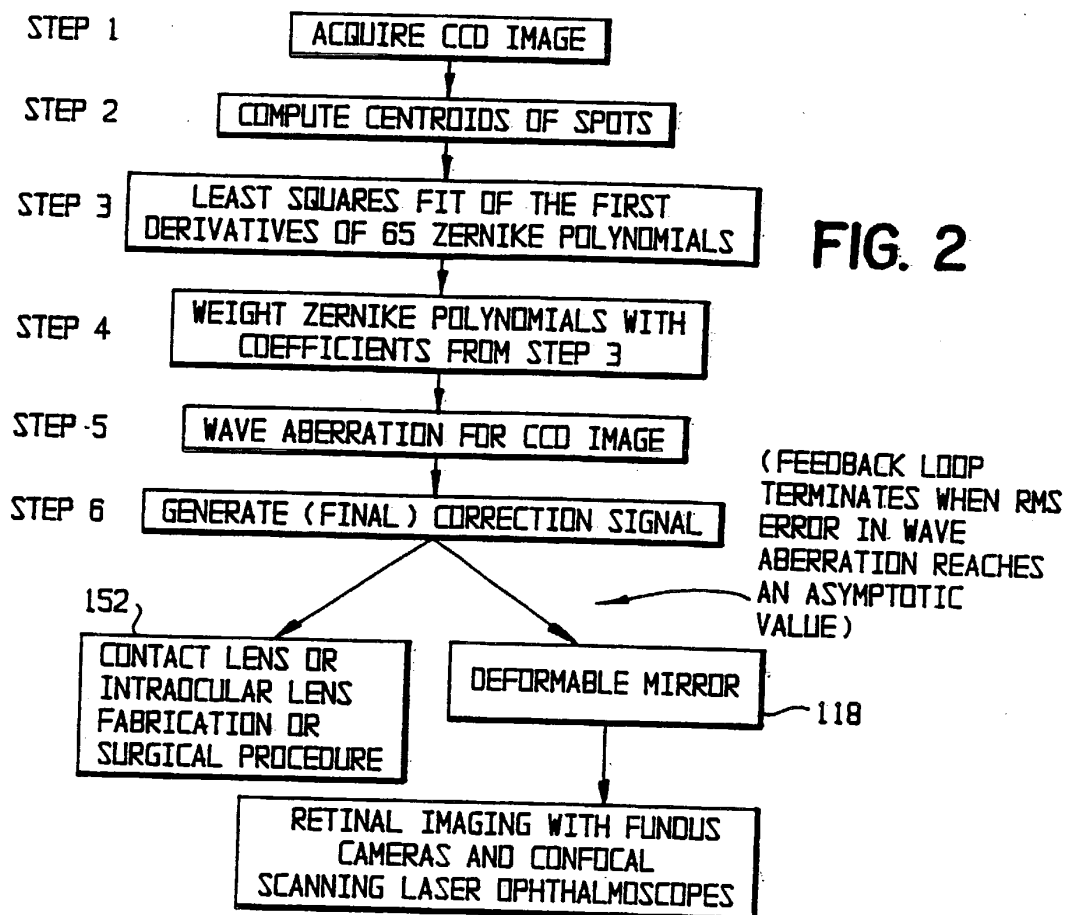 STEP 1
ACQUIRE CCD IMAGE
STEP 2
COMPUTE CENTROIDS OF SPOTS
STEP 3
LEAST SQUARES FIT OF THE FIRST
DERIVATIVES OF 65 ZERNIKE POLYNOMIALS
FIG. 2
STEP 4
WEIGHT ZERNIKE POLYNOMIALS WITH
COEFFICIENTS FROM STEP 3
STEP 5
WAVE ABERRATION FOR CCD IMAGE
STEP 6
GENERATE (FINAL) CORRECTION SIGNAL
(FEEDBACK LOOP
TERMINATES WHEN RMS
ERROR IN WAVE
ABERRATION REACHES
AN ASYMPTOTIC
VALUE)
152
CONTACT LENS OR
INTRAOCULAR LENS
FABRICATION OR
SURGICAL PROCEDURE
DEFORMABLE MIRROR
118
RETINAL IMAGING WITH FUNDUS
CAMERAS AND CONFOCAL
SCANNING LASER OPHTHALMOSCOPES